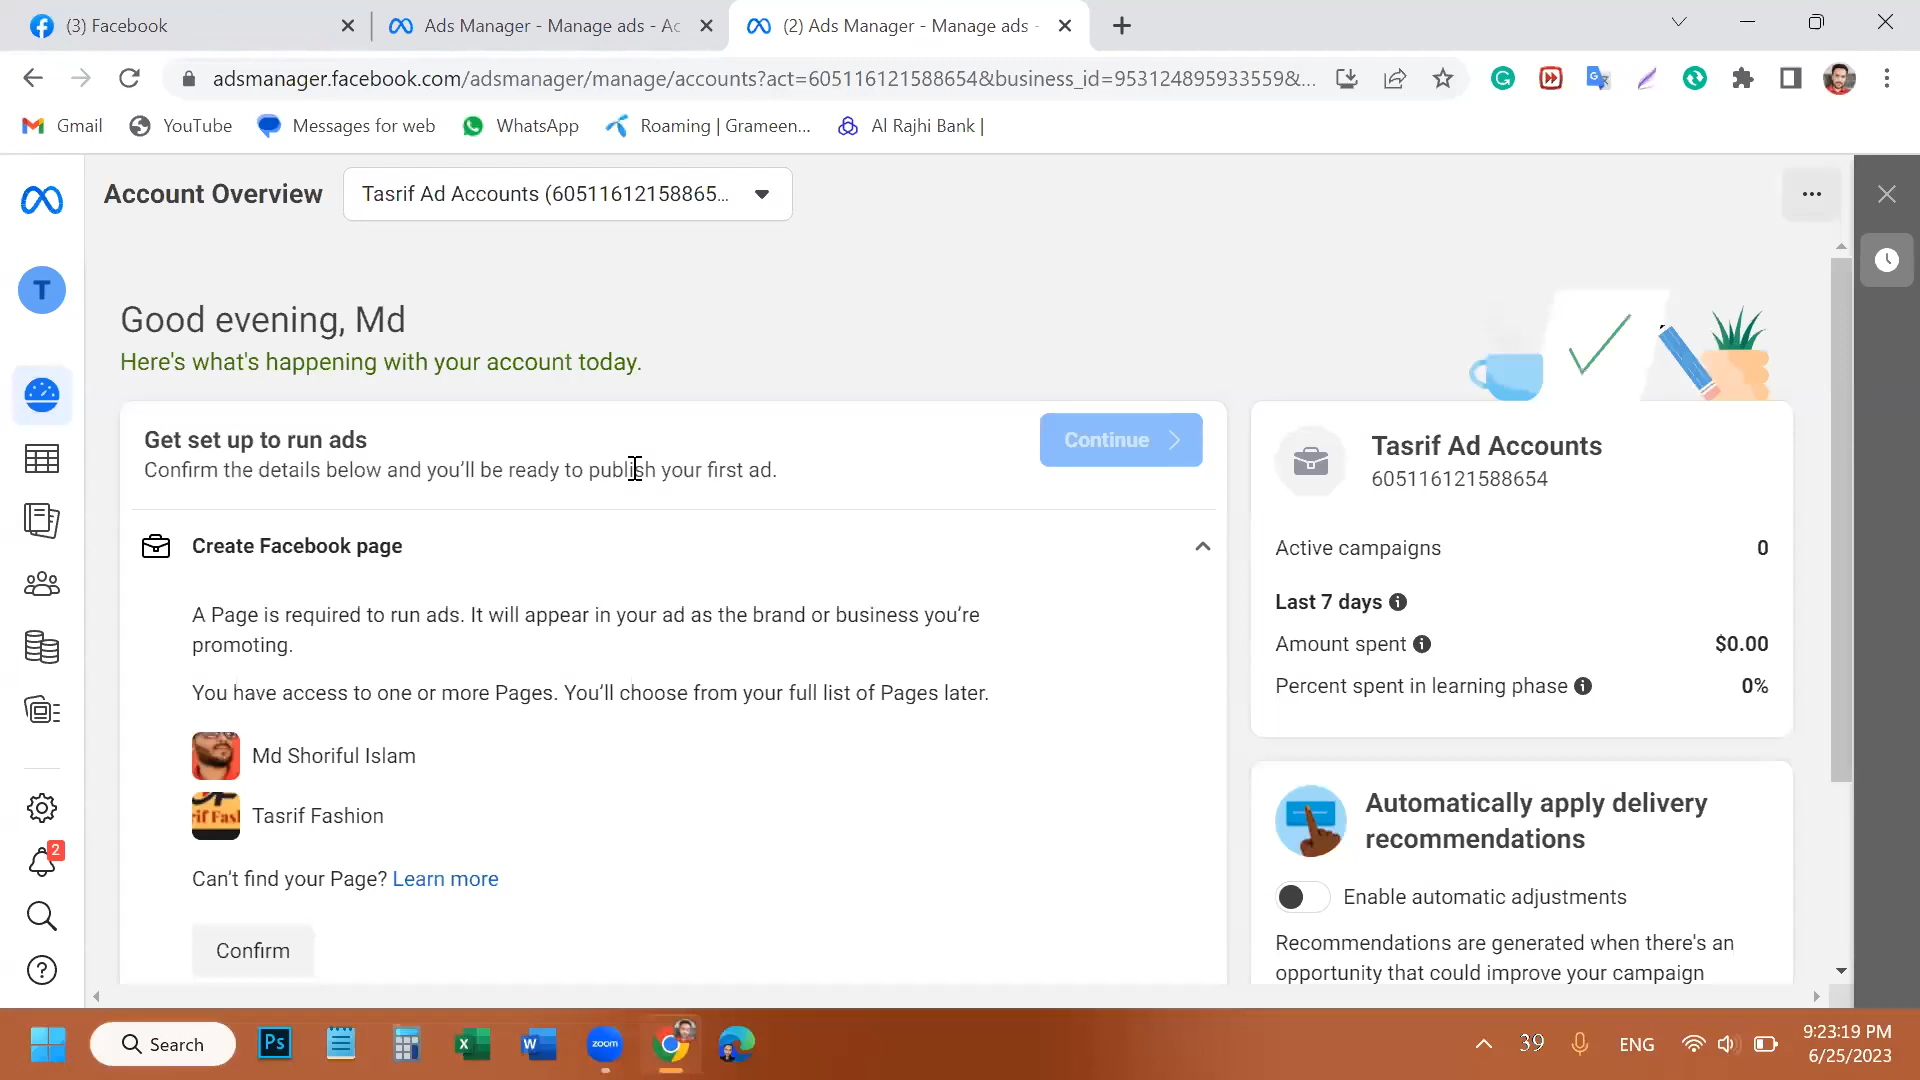 (3) Facebook
Ads Manager - Manage ads - Ac
(2) Ads Manager - Manage ads -
adsmanager.facebook.com/adsmanager/manage/accounts?act=605116121588654&business_id=953124895933559&...
Gmail
YouTube
Messages for web
WhatsApp
Roaming | Grameen...
Al Rajhi Bank |
Account Overview
Tasrif Ad Accounts (60511612158865...
T
Good evening, Md
Here's what's happening with your account today.
Get set up to run ads
Confirm the details below and you'll be ready to publish your first ad.
Continue
Create Facebook page
A Page is required to run ads. It will appear in your ad as the brand or business you're
promoting.
You have access to one or more Pages. You'll choose from your full list of Pages later.
Md Shoriful Islam
Tasrif Fashion
Can't find your Page? Learn more
Confirm
Tasrif Ad Accounts
605116121588654
Active campaigns 0
Last 7 days
Amount spent $0.00
Percent spent in learning phase 0%
Automatically apply delivery
recommendations
Enable automatic adjustments
Recommendations are generated when there's an
opportunity that could improve your campaign
2
Search
Ps
zoom
39
ENG
9:23:19 PM
6/25/2023